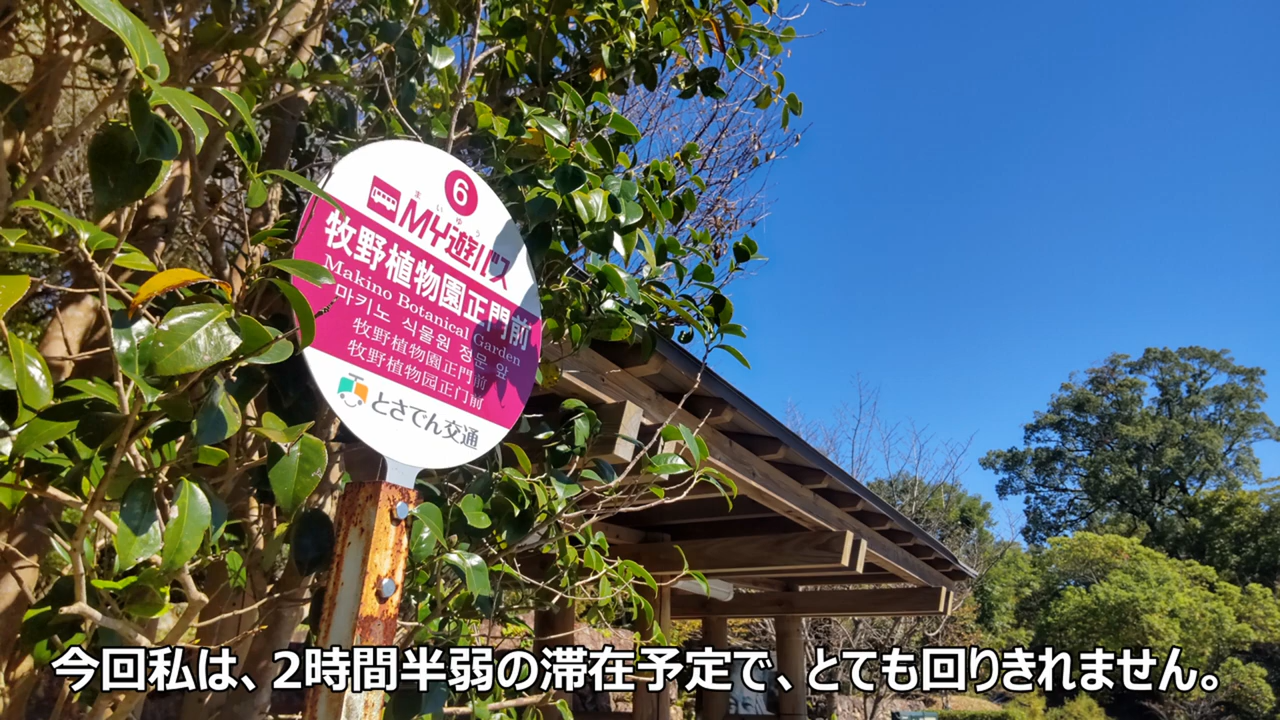 6
まいゆう
MY遊バス
牧野植物園正門前
Makino Botanical Garden
마키노 식물원 정문 앞
牧野植物園正門前
牧野植物园正门前
とさでん交通
今回私は、2時間半弱の滞在予定で、とても回りきれません。